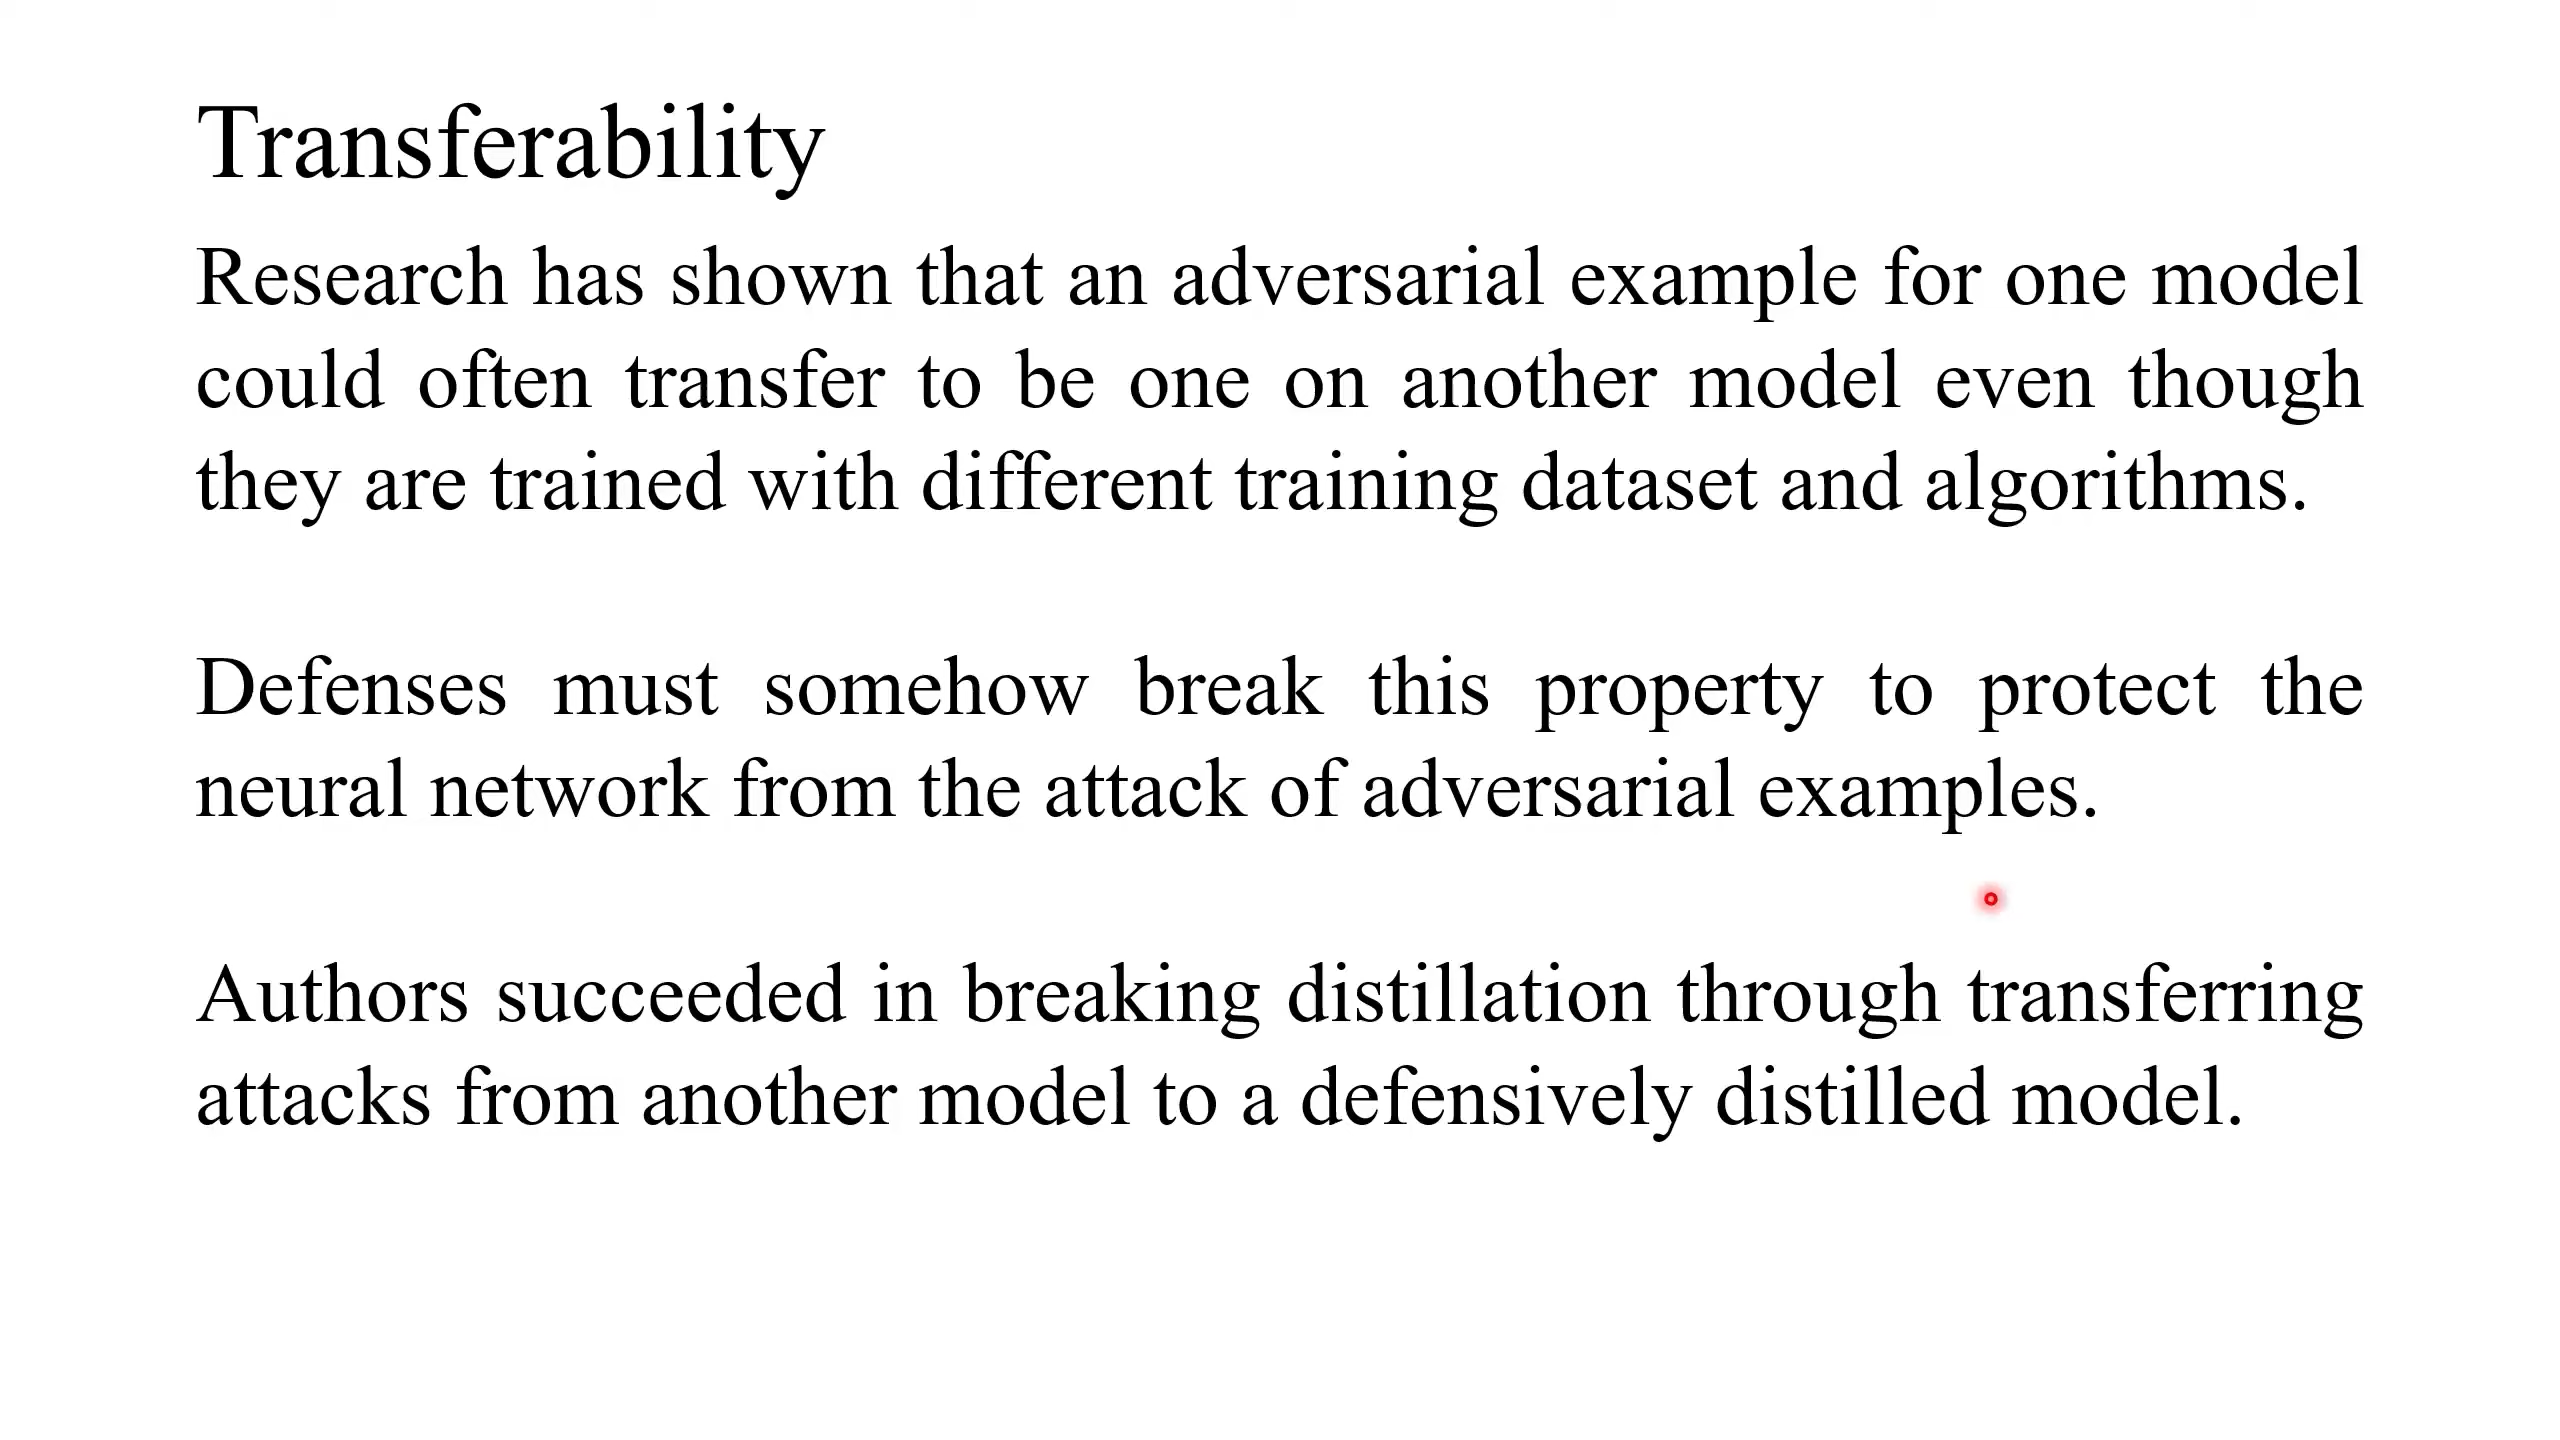 Transferability
Research has shown that an adversarial example for one model
could often transfer to be one on another model even though
they are trained with different training dataset and algorithms.
Defenses must somehow break this property to protect the
neural network from the attack of adversarial examples.
Authors succeeded in breaking distillation through transferring
attacks from another model to a defensively distilled model.